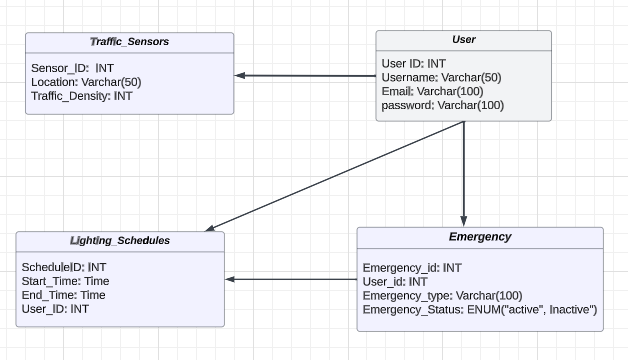 Traffic_Sensors
Sensor_ID: INT
Location: Varchar(50)
Traffic_Density: INT
User
User ID: INT
Username: Varchar(50)
Email: Varchar(100)
password: Varchar(100)
Lighting_Schedules
ScheduleID: INT
Start_Time: Time
End_Time: Time
User_ID: INT
Emergency
Emergency_id: INT
User_id: INT
Emergency_type: Varchar(100)
Emergency_Status: ENUM("active", Inactive")